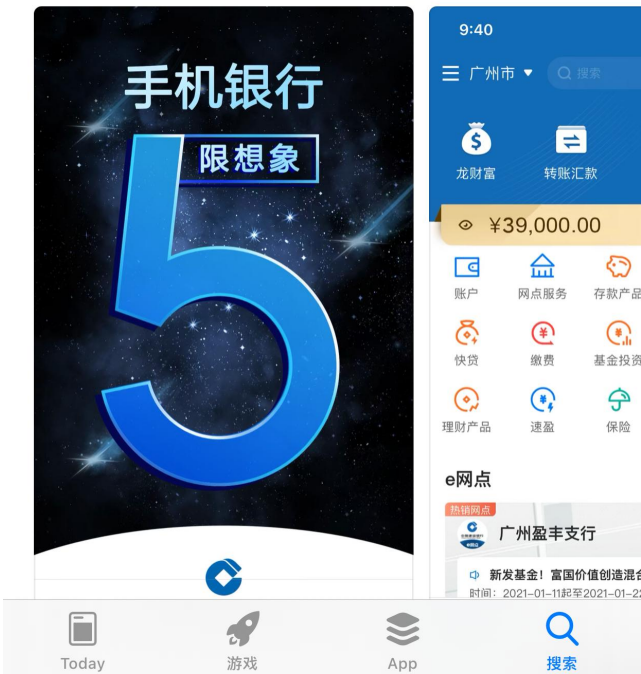 手机银行
5
限想象
9:40
广州市
搜索
龙财富
转账汇款
¥39,000.00
账户
网点服务
存款产品
快贷
缴费
基金投资
理财产品
速盈
保险
e网点
热销网点
广州盈丰支行
新发基金!富国价值创造混合
时间:2021-01-11起至2021-01-22
Today
游戏
App
搜索